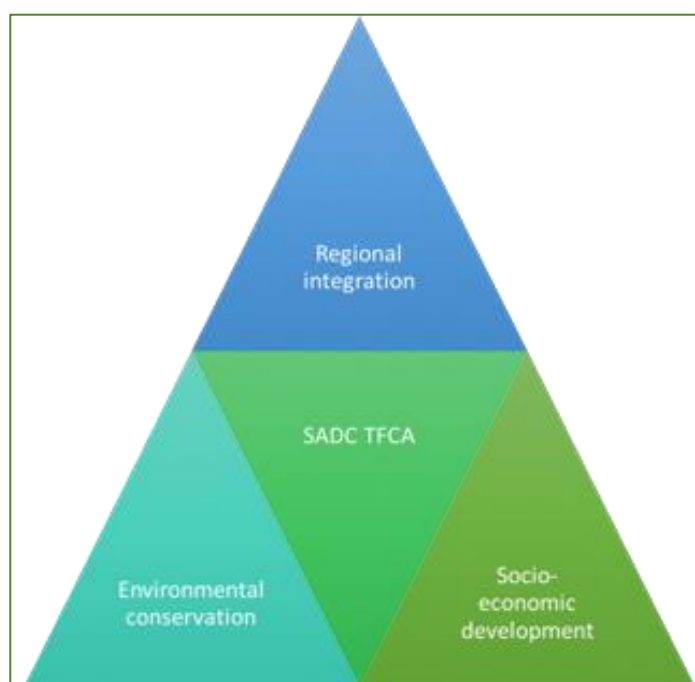 Regional
integration
SADC TFCA
Environmental
conservation
Socio-
economic
development